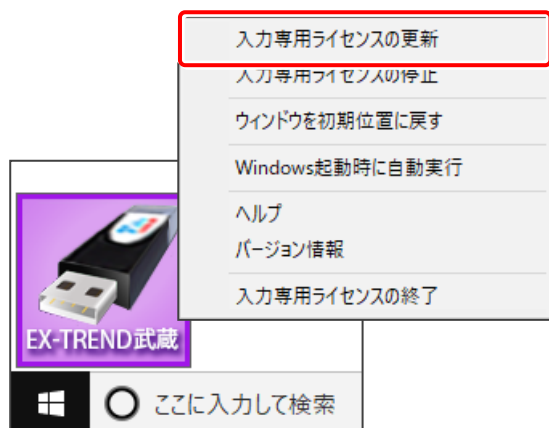 入力専用ライセンスの更新
入力専用ライセンスの停止
ウィンドウを初期位置に戻す
Windows起動時に自動実行
ヘルプ
バージョン情報
入力専用ライセンスの終了
EX-TREND武蔵
ここに入力して検索